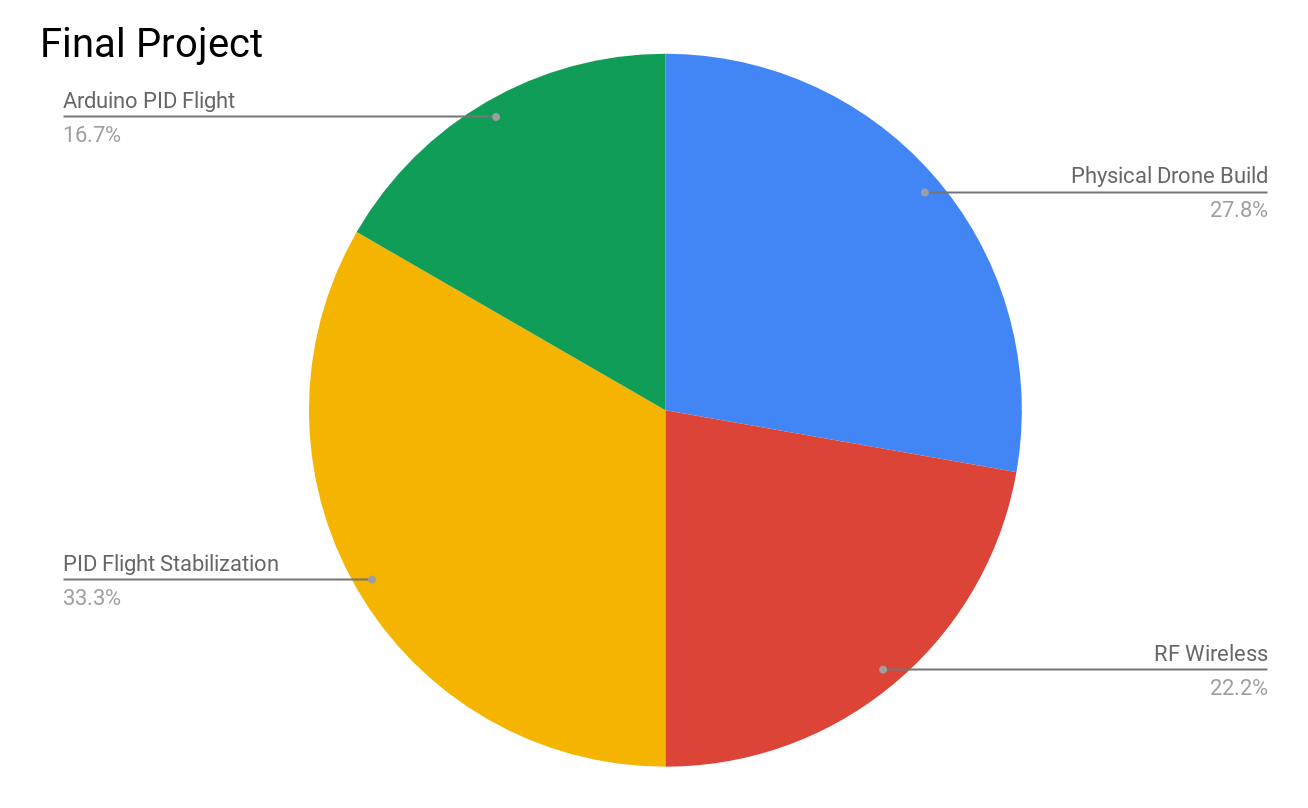 Final Project
Arduino PID Flight
16.7%
Physical Drone Build
27.8%
PID Flight Stabilization
33.3%
RF Wireless
22.2%